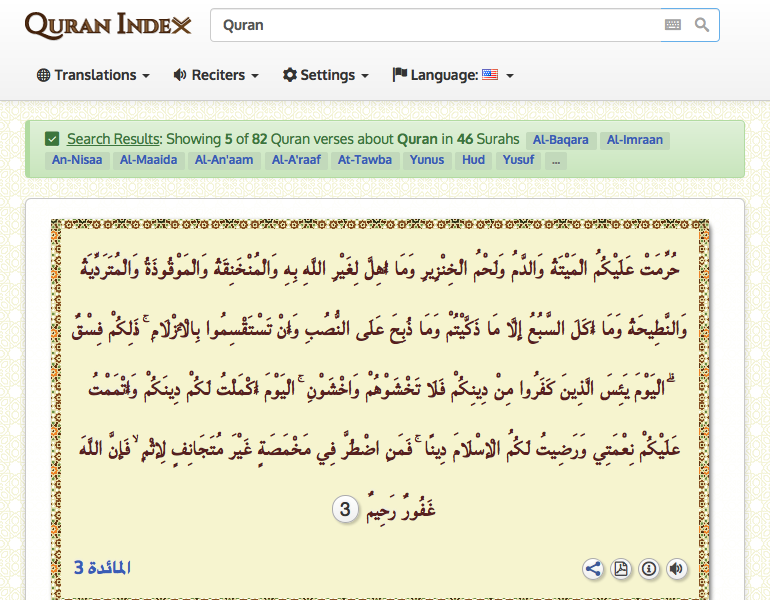 QURAN INDEX
Quran
Translations
Reciters
Settings
Language:
Search Results: Showing 5 of 82 Quran verses about Quran in 46 Surahs Al-Baqara Al-Imraan
An-Nisaa Al-Maaida Al-An'aam Al-A'raaf At-Tawba Yunus Hud Yusuf ...
حُرِّمَتْ عَلَيْكُمُ الْمَيْتَةُ وَالدَّمُ وَلَحْمُ الْخِنْزِيرِ وَمَا أُهِلَّ لِغَيْرِ اللَّهِ بِهِ وَالْمُنْخَنِقَةُ وَالْمَوْقُوذَةُ وَالْمُتَرَدِّيَةُ
وَالنَّطِيحَةُ وَمَا أَكَلَ السَّبُعُ إِلَّا مَا ذَكَّيْتُمْ وَمَا ذُبِحَ عَلَى النُّصُبِ وَأَنْ تَسْتَقْسِمُوا بِالْأَزْلَامِ ۚ ذَٰلِكُمْ فِسْقٌ
ۗ الْيَوْمَ يَئِسَ الَّذِينَ كَفَرُوا مِنْ دِينِكُمْ فَلَا تَخْشَوْهُمْ وَاخْشَوْنِ ۚ الْيَوْمَ أَكْمَلْتُ لَكُمْ دِينَكُمْ وَأَتْمَمْتُ
عَلَيْكُمْ نِعْمَتِي وَرَضِيتُ لَكُمُ الْإِسْلَامَ دِينًا ۚ فَمَنِ اضْطُرَّ فِي مَخْمَصَةٍ غَيْرَ مُتَجَانِفٍ لِإِثْمٍ ۙ فَإِنَّ اللَّهَ
غَفُورٌ رَحِيمٌ 3
المائدة 3